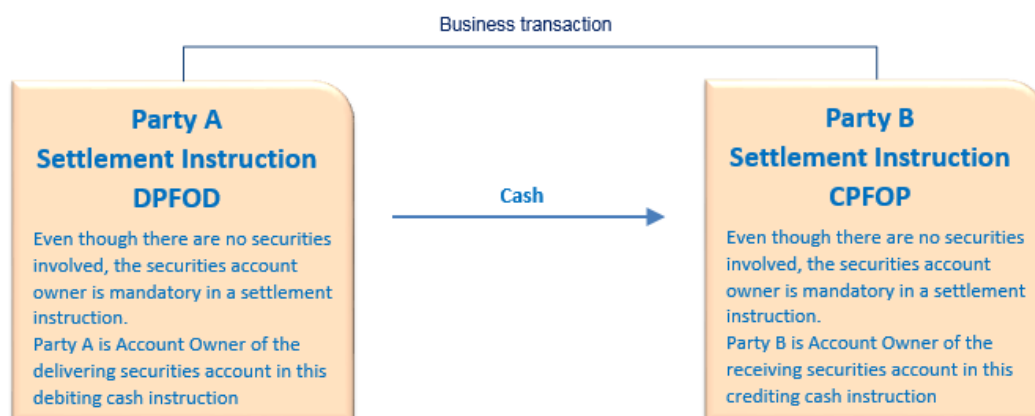 Business transaction
Party A
Settlement Instruction
DPFOD
Even though there are no securities
involved, the securities account
owner is mandatory in a settlement
instruction.
Party A is Account Owner of the
delivering securities account in this
debiting cash instruction
Cash
Party B
Settlement Instruction
CPFOP
Even though there are no securities
involved, the securities account
owner is mandatory in a settlement
instruction.
Party B is Account Owner of the
receiving securities account in this
crediting cash instruction